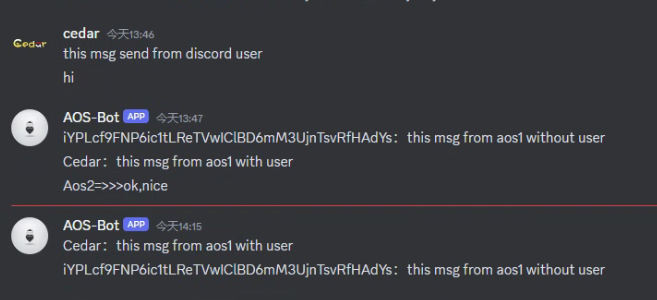 cedar 今天13:46
Cedar
this msg send from discord user
hi
AOS-Bot APP 今天13:47
iYPLcf9FNP6ic1tLReTVwIClBD6mM3UjnTsvRfHAdYs：this msg from aos1 without user
Cedar：this msg from aos1 with user
Aos2=>>>ok,nice
AOS-Bot APP 今天14:15
Cedar：this msg from aos1 with user
iYPLcf9FNP6ic1tLReTVwIClBD6mM3UjnTsvRfHAdYs：this msg from aos1 without user